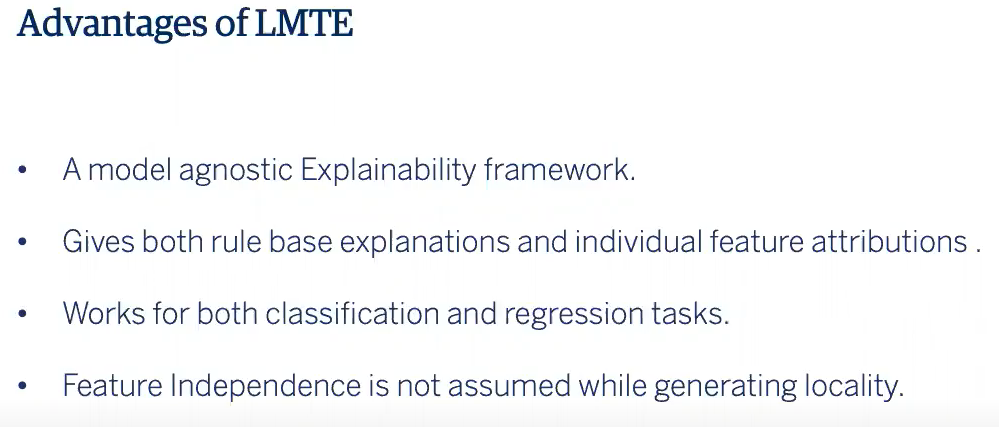 Advantages of LMTE
• A model agnostic Explainability framework.
• Gives both rule base explanations and individual feature attributions .
• Works for both classification and regression tasks.
• Feature Independence is not assumed while generating locality.